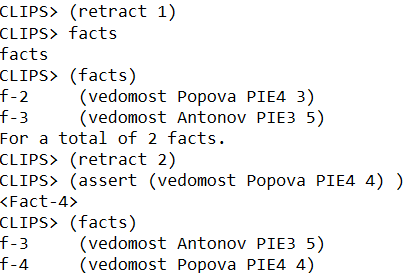 CLIPS> (retract 1)
CLIPS> facts
facts
CLIPS> (facts)
f-2     (vedomost Popova PIE4 3)
f-3     (vedomost Antonov PIE3 5)
For a total of 2 facts.
CLIPS> (retract 2)
CLIPS> (assert (vedomost Popova PIE4 4) )
<Fact-4>
CLIPS> (facts)
f-3     (vedomost Antonov PIE3 5)
f-4     (vedomost Popova PIE4 4)